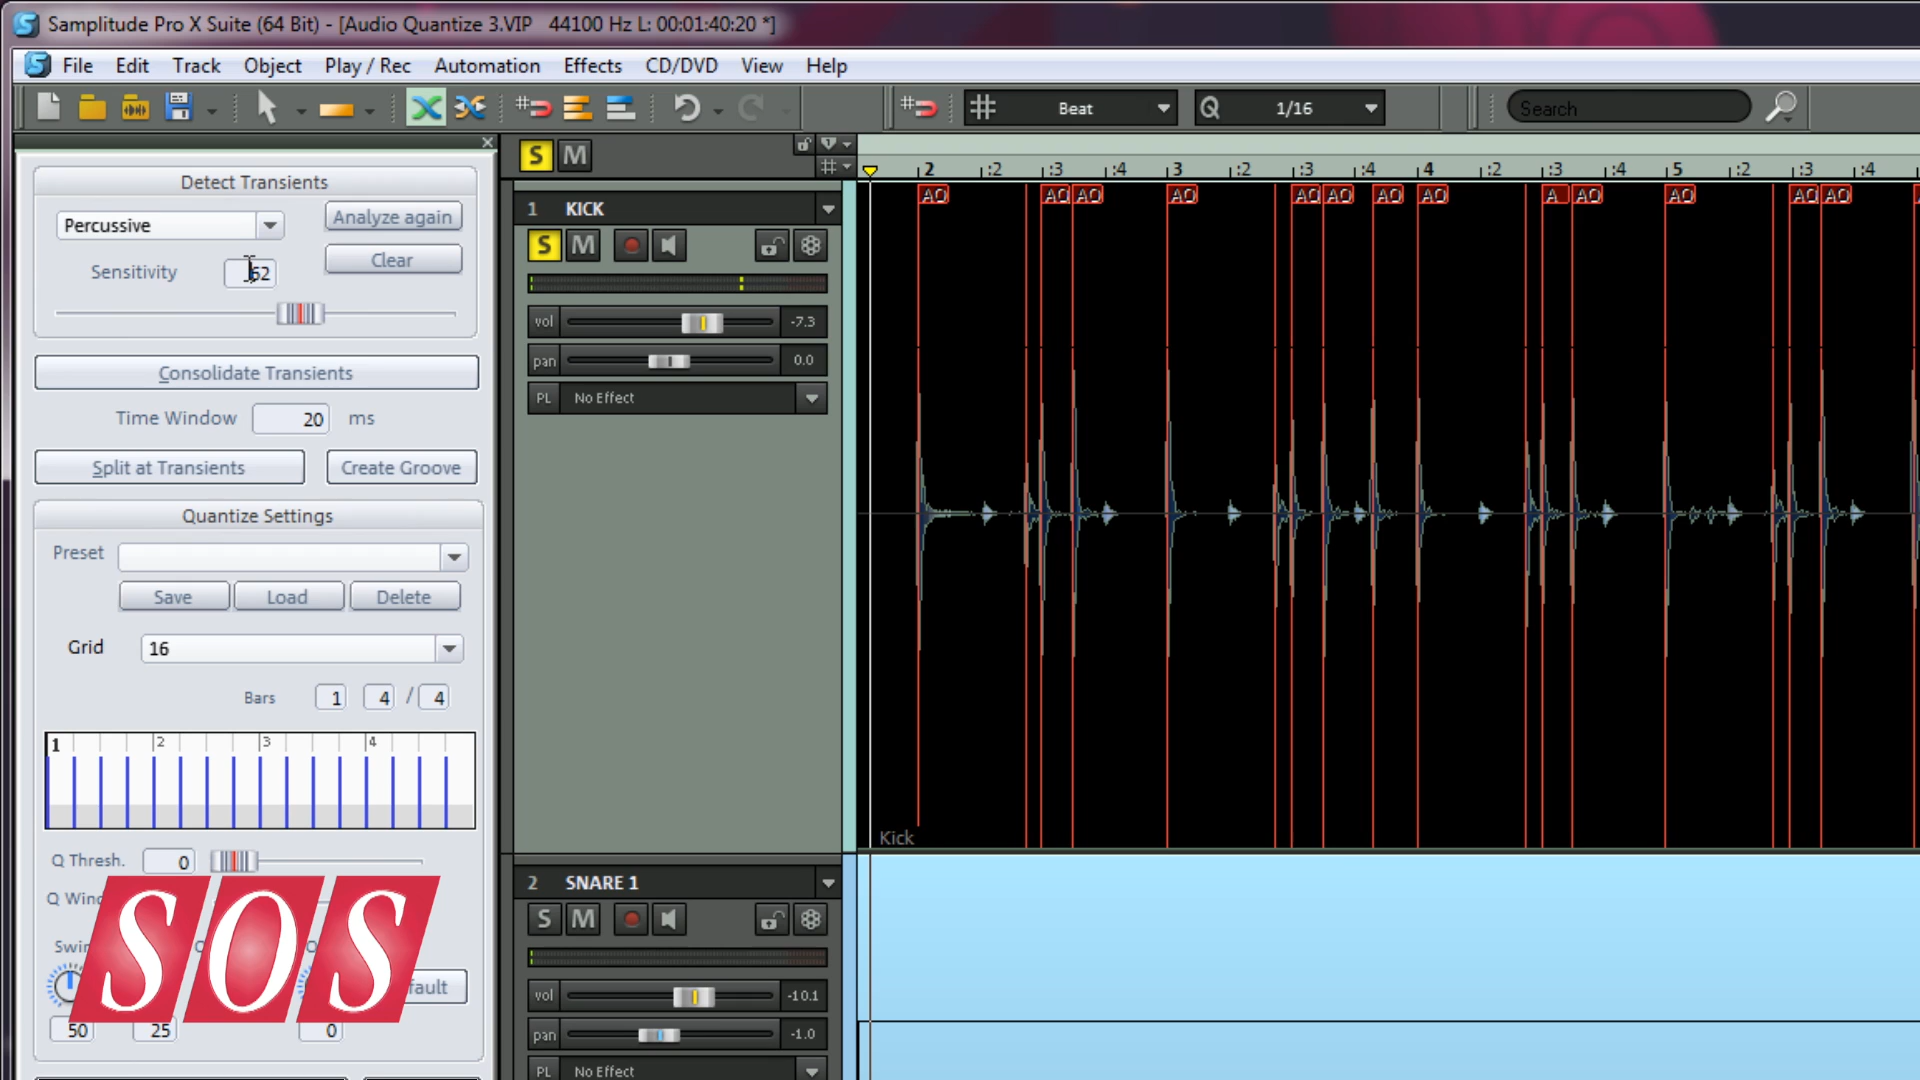 Samplitude Pro X Suite (64 Bit) - [Audio Quantize 3.VIP 44100 Hz L: 00:01:40:20 *]
File Edit Track Object Play / Rec Automation Effects CD/DVD View Help
Beat Q 1/16 Search
Detect Transients
Percussive Analyze again
Sensitivity 62 Clear
Consolidate Transients
Time Window 20 ms
Split at Transients Create Groove
Quantize Settings
Preset
Save Load Delete
Grid 16
Bars 1 4 / 4
1 2 3 4
Q Thresh. 0
SOS
50 25 0
S M
2 :2 :3 :4 3 :2 :3 :4 4 :2 :3 :4 5 :2 :3 :4
AQ AQ AQ AQ AQ AQ AQ AQ A AQ AQ AQ AQ
1 KICK
S M
vol -7.3
pan 0.0
PL No Effect
Kick
2 SNARE 1
S M
vol -10.1
pan -1.0
PL No Effect